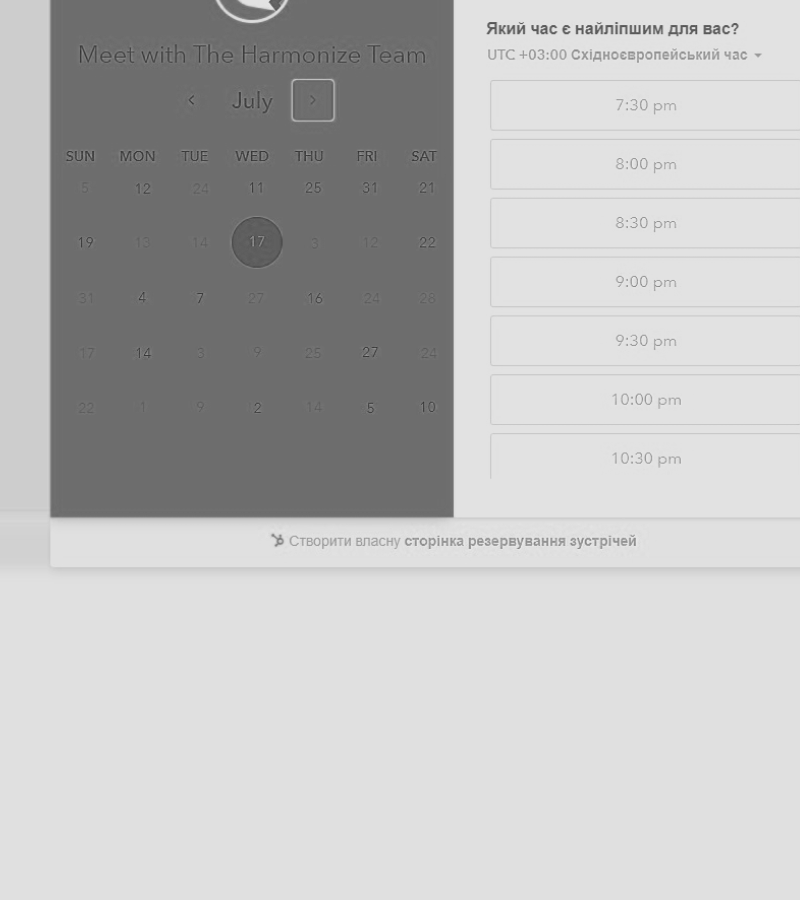 Meet with The Harmonize Team
July
SUN MON TUE WED THU FRI SAT
5 12 24 11 25 31 21
19 13 14 17 3 12 22
31 4 7 27 16 24 28
17 14 3 9 25 27 24
22 1 9 2 14 5 10
Який час є найліпшим для вас?
UTC +03:00 Східноєвропейський час
7:30 pm
8:00 pm
8:30 pm
9:00 pm
9:30 pm
10:00 pm
10:30 pm
Створити власну сторінка резервування зустрічей